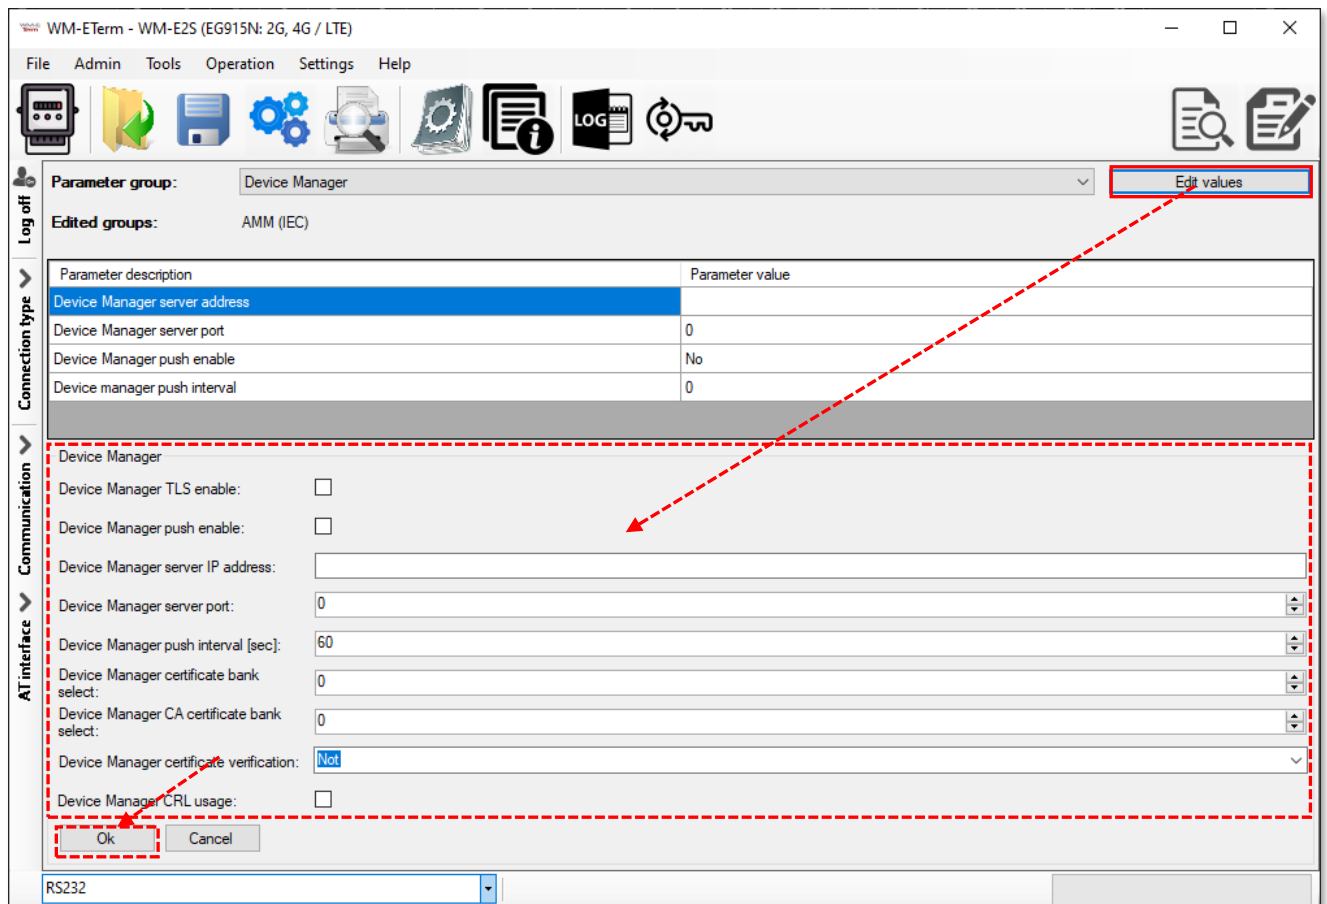 WM-ETerm - WM-E2S (EG915N: 2G, 4G / LTE)
File Admin Tools Operation Settings Help
LOG
Log off
Connection type
Communication
AT interface
Parameter group: Device Manager Edit values
Edited groups: AMM (IEC)
Parameter description Parameter value
Device Manager server address
Device Manager server port 0
Device Manager push enable No
Device manager push interval 0
Device Manager
Device Manager TLS enable:
Device Manager push enable:
Device Manager server IP address:
Device Manager server port: 0
Device Manager push interval [sec]: 60
Device Manager certificate bank
select: 0
Device Manager CA certificate bank
select: 0
Device Manager certificate verification: Not
Device Manager CRL usage:
Ok Cancel
RS232